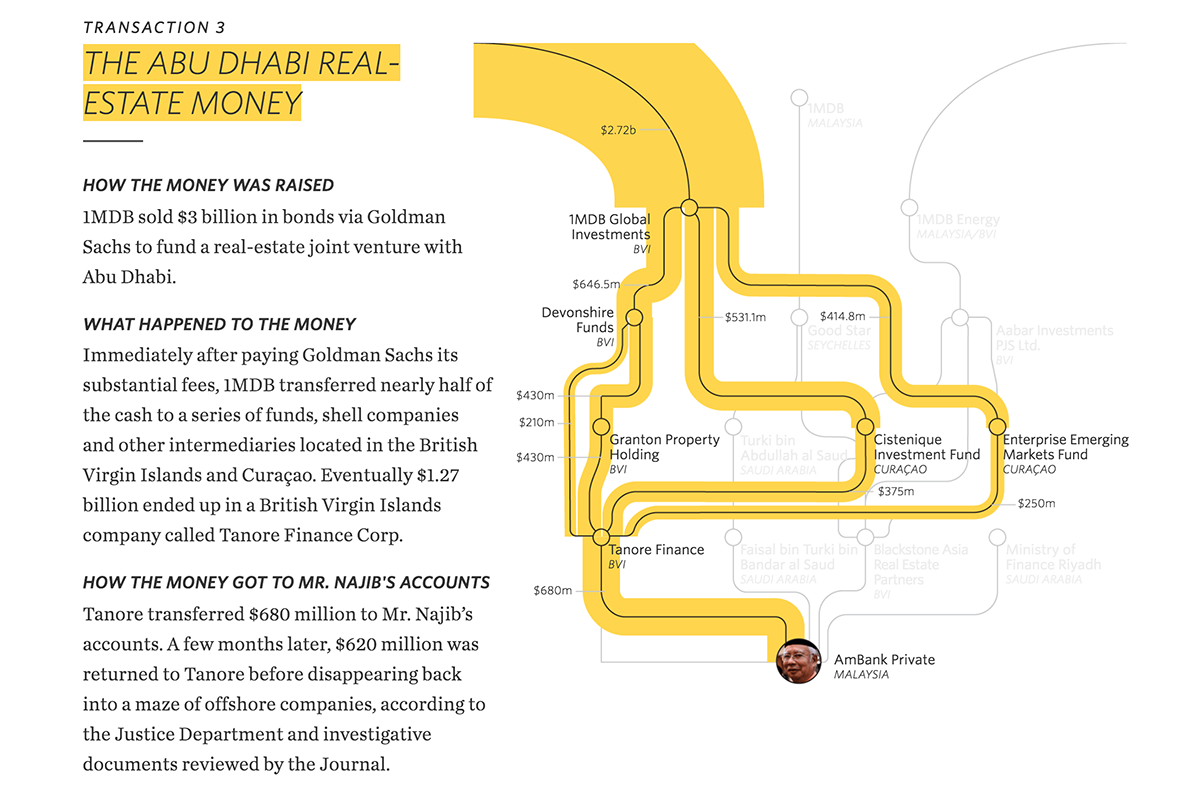 TRANSACTION 3
THE ABU DHABI REAL-
ESTATE MONEY
HOW THE MONEY WAS RAISED
1MDB sold $3 billion in bonds via Goldman
Sachs to fund a real-estate joint venture with
Abu Dhabi.
WHAT HAPPENED TO THE MONEY
Immediately after paying Goldman Sachs its
substantial fees, 1MDB transferred nearly half of
the cash to a series of funds, shell companies
and other intermediaries located in the British
Virgin Islands and Curaçao. Eventually $1.27
billion ended up in a British Virgin Islands
company called Tanore Finance Corp.
HOW THE MONEY GOT TO MR. NAJIB'S ACCOUNTS
Tanore transferred $680 million to Mr. Najib’s
accounts. A few months later, $620 million was
returned to Tanore before disappearing back
into a maze of offshore companies, according to
the Justice Department and investigative
documents reviewed by the Journal.
$2.72b
1MDB
MALAYSIA
1MDB Global
Investments
BVI
1MDB Energy
MALAYSIA/BVI
$646.5m
Devonshire
Funds
BVI
$531.1m
$414.8m
Good Star
SEYCHELLES
Aabar Investments
PJS Ltd.
BVI
$430m
$210m
$430m
Granton Property
Holding
BVI
Turki bin
Abdullah al Saud
SAUDI ARABIA
Cistenique
Investment Fund
CURAÇAO
Enterprise Emerging
Markets Fund
CURAÇAO
$375m
$250m
Tanore Finance
BVI
Faisal bin Turki bin
Bandar al Saud
SAUDI ARABIA
Blackstone Asia
Real Estate
Partners
BVI
Ministry of
Finance Riyadh
SAUDI ARABIA
$680m
AmBank Private
MALAYSIA